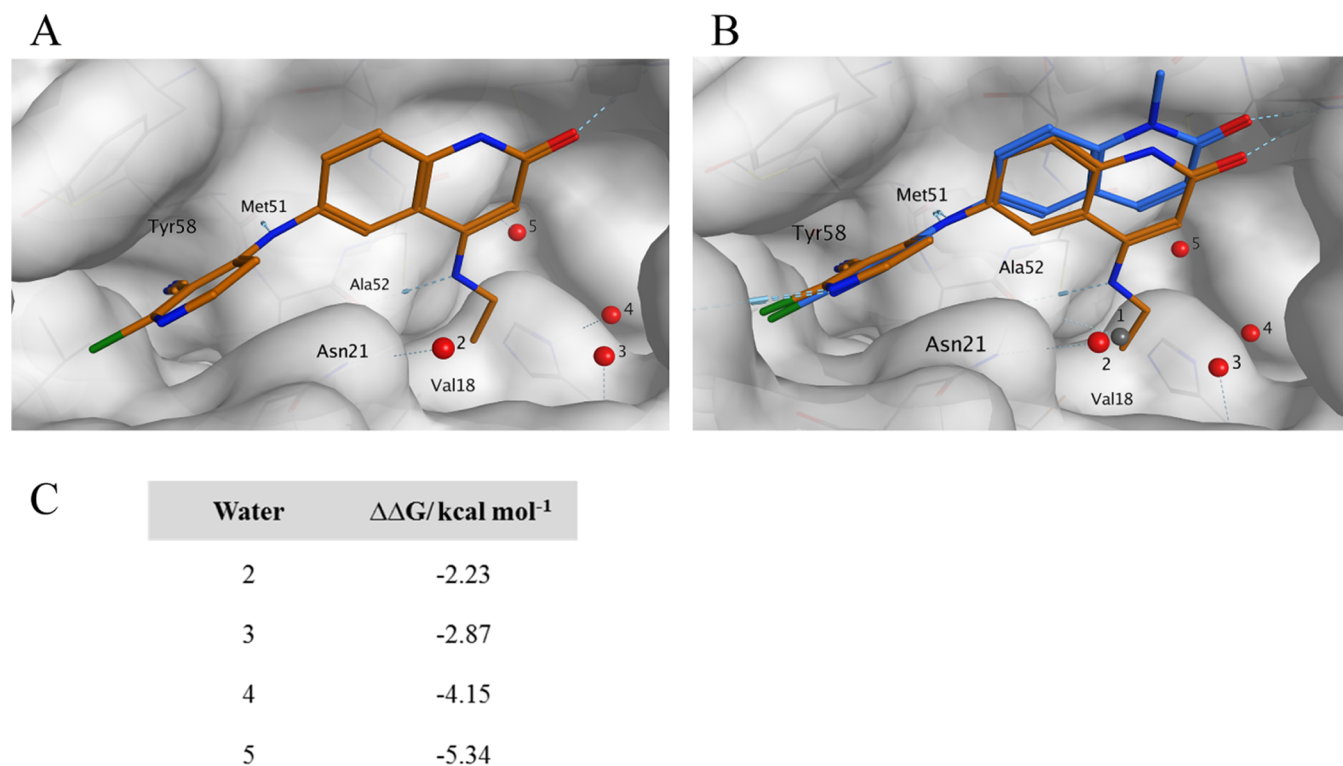 A
B
Met51
Tyr58
5
Ala52
4
Asn21
2
3
Val18
Met51
Tyr58
5
Ala52
1
4
Asn21
2
3
Val18
C
Water ΔΔG/ kcal mol⁻¹
2 -2.23
3 -2.87
4 -4.15
5 -5.34